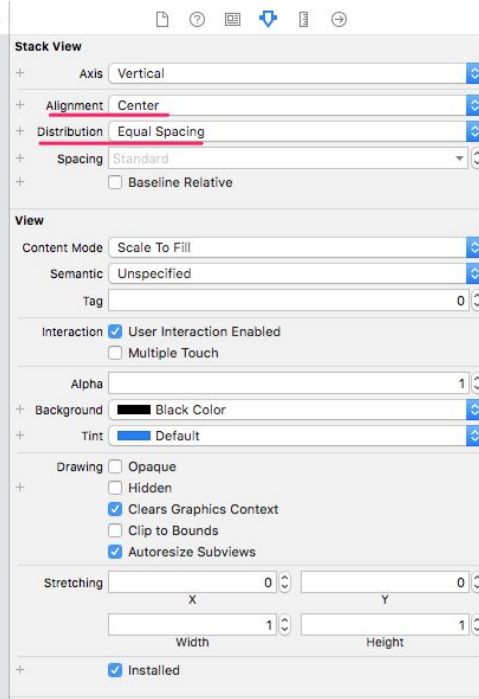 Stack View
Axis Vertical
Alignment Center
Distribution Equal Spacing
Spacing Standard
Baseline Relative
View
Content Mode Scale To Fill
Semantic Unspecified
Tag 0
Interaction User Interaction Enabled
Multiple Touch
Alpha 1
Background Black Color
Tint Default
Drawing Opaque
Hidden
Clears Graphics Context
Clip to Bounds
Autoresize Subviews
Stretching 0 0
X Y
1 1
Width Height
Installed